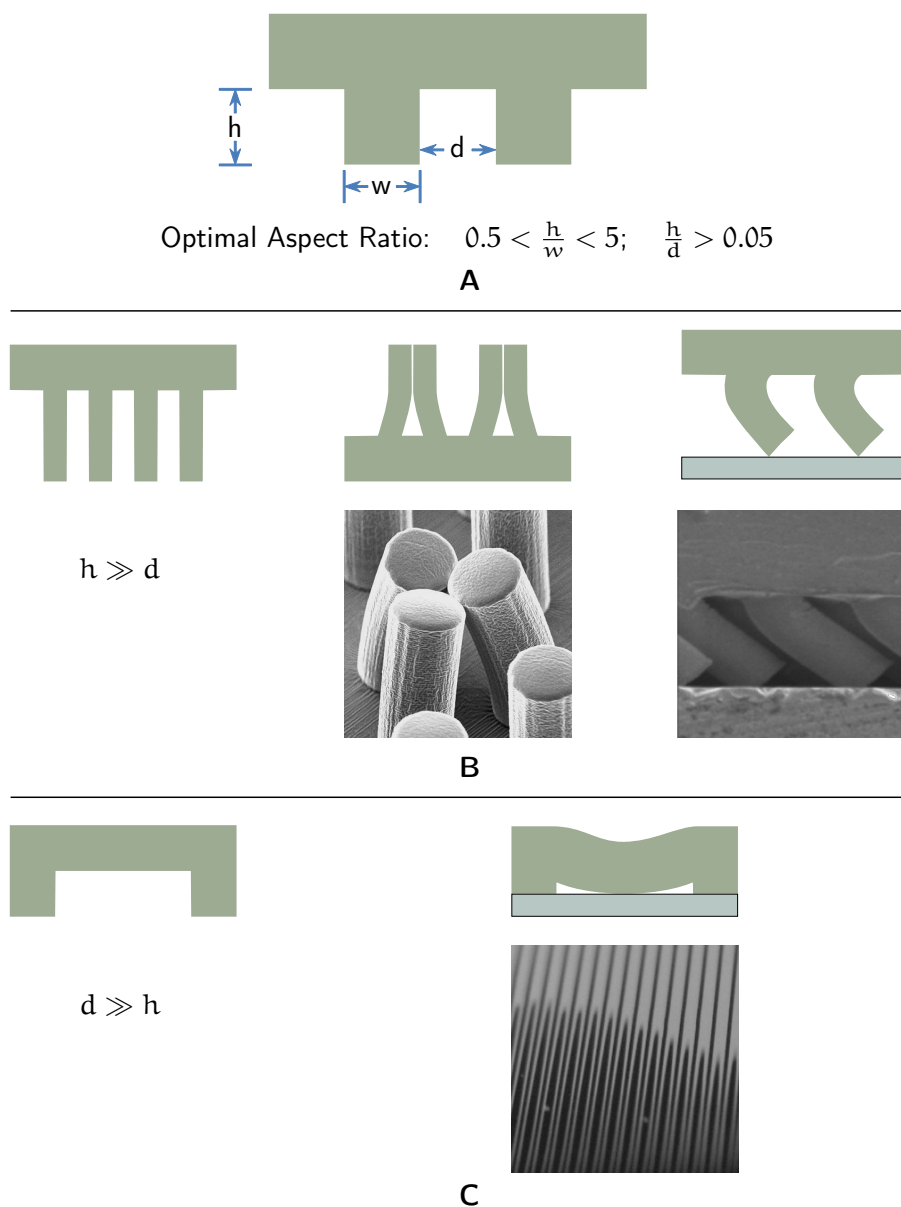 h
d
w
Optimal Aspect Ratio: 0.5 < h/w < 5; h/d > 0.05
A
h ≫ d
B
d ≫ h
C